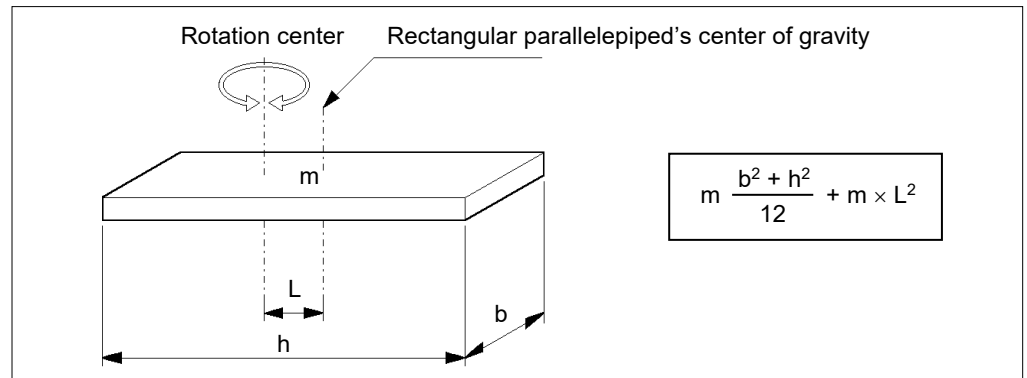 Rotation center
Rectangular parallelepiped’s center of gravity
m
m (b² + h²)/12 + m × L²
L
b
h